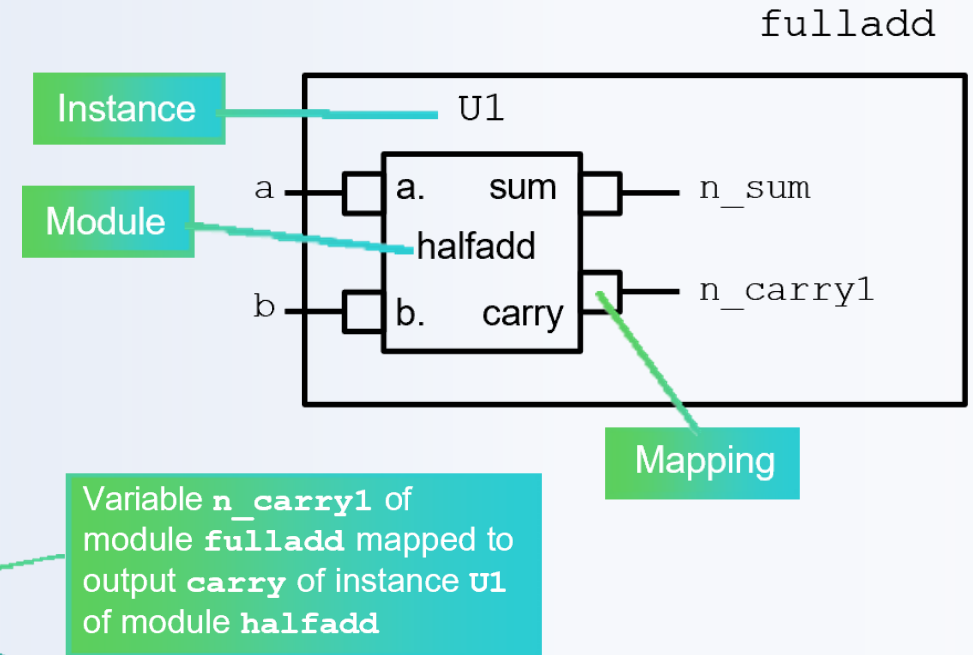 fulladd
Instance
U1
a
a.
sum
n_sum
Module
halfadd
b
b.
carry
n_carry1
Mapping
Variable n_carry1 of
module fulladd mapped to
output carry of instance U1
of module halfadd